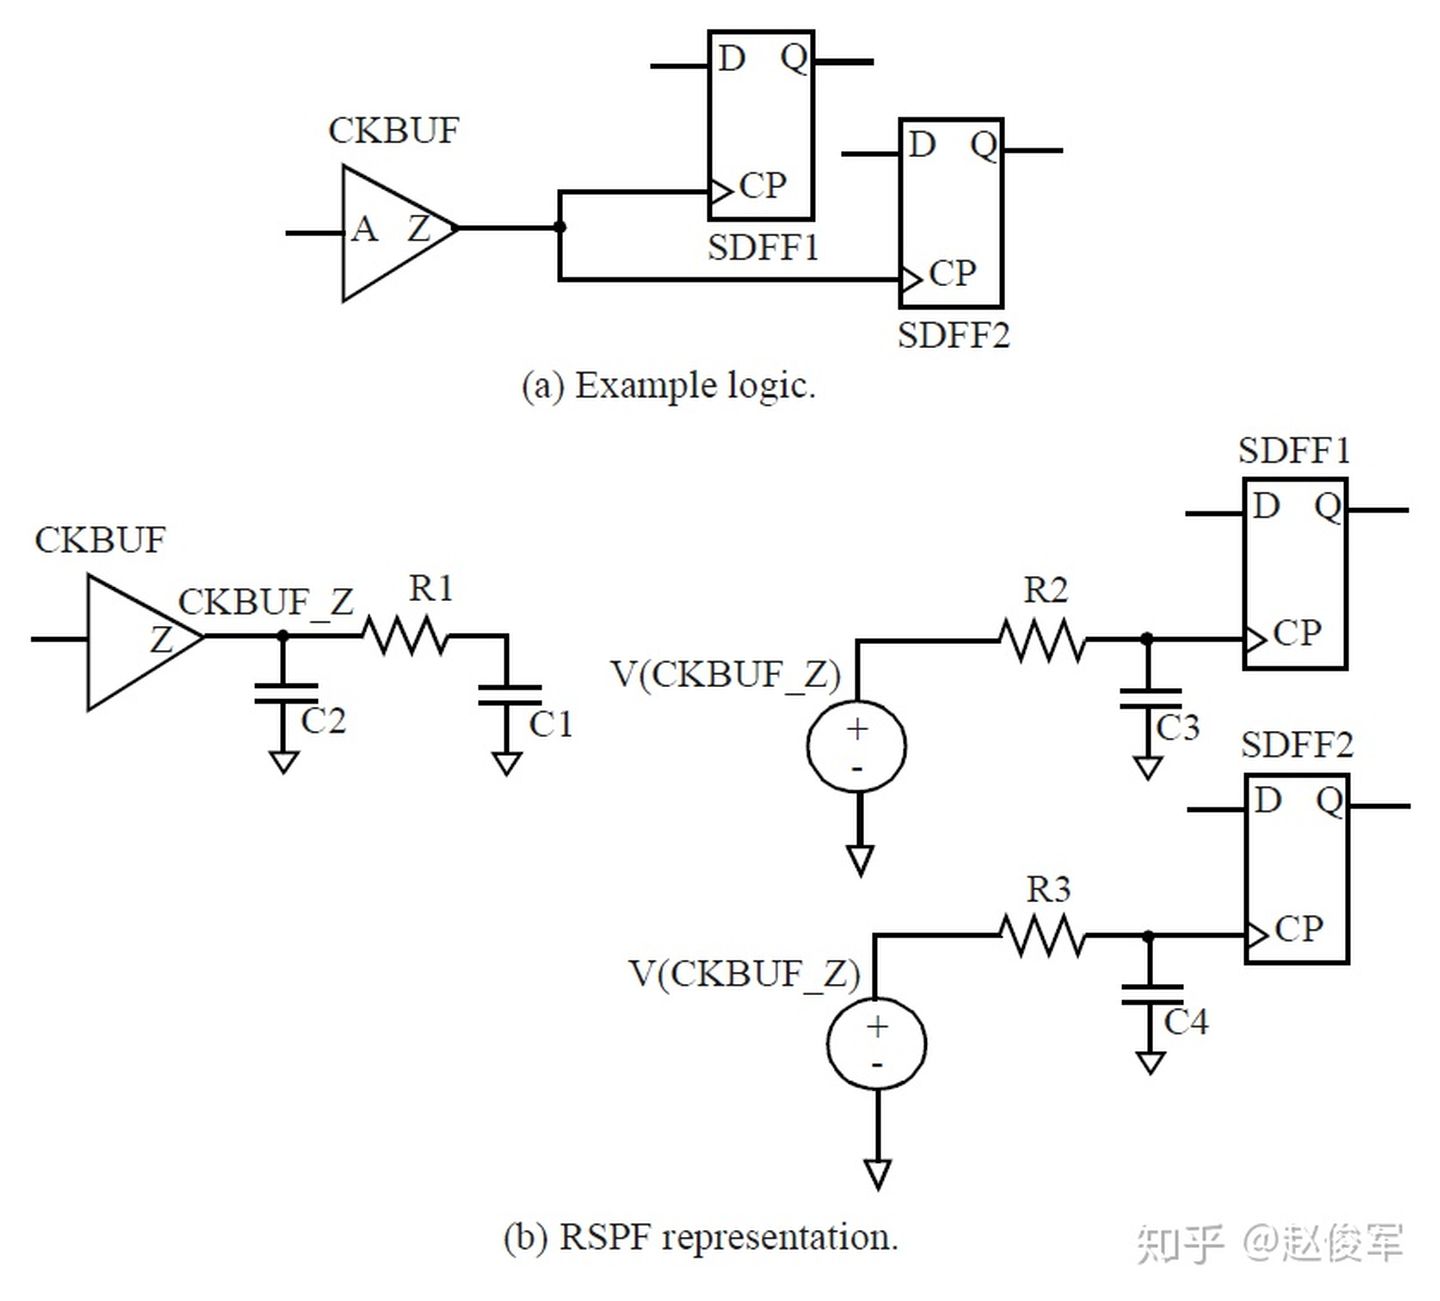 D Q
CKBUF
D Q
CP
A Z
SDFF1
CP
SDFF2
(a) Example logic.
SDFF1
D Q
CKBUF
R1
R2
CKBUF_Z
Z
CP
V(CKBUF_Z)
C2
C1
+
-
C3
SDFF2
D Q
R3
CP
V(CKBUF_Z)
+
-
C4
(b) RSPF representation.
知乎 @赵俊军